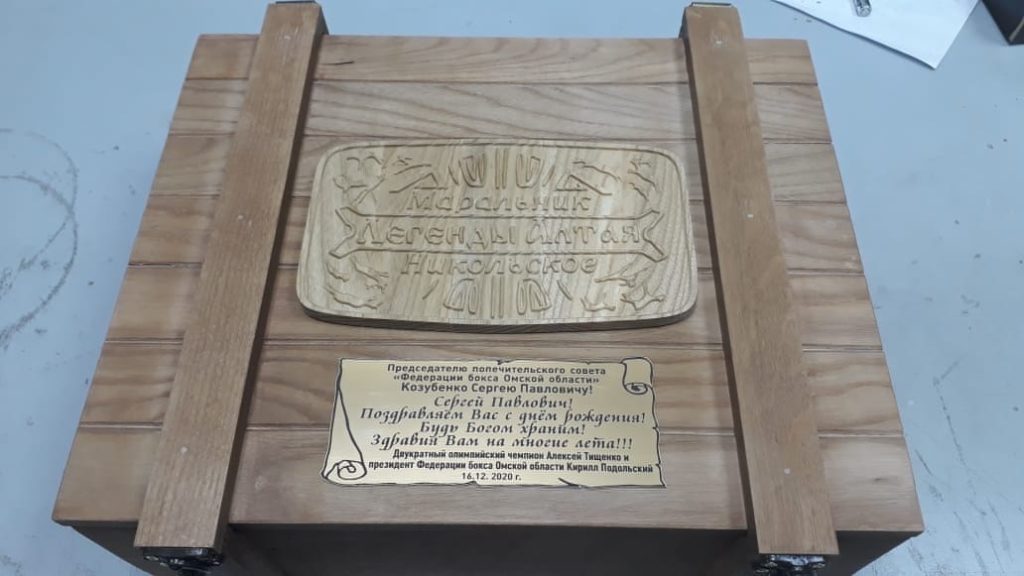 Маральник
Легенды Алтая
Никольское
Председателю попечительского совета
«Федерации бокса Омской области»
Козубенко Сергею Павловичу!
Сергей Павлович!
Поздравляем Вас с днём рождения!
Будь Богом храним!
Здравия Вам на многие лета!!!
Двукратный олимпийский чемпион Алексей Тищенко и
президент Федерации бокса Омской области Кирилл Подольский
16.12. 2020 г.